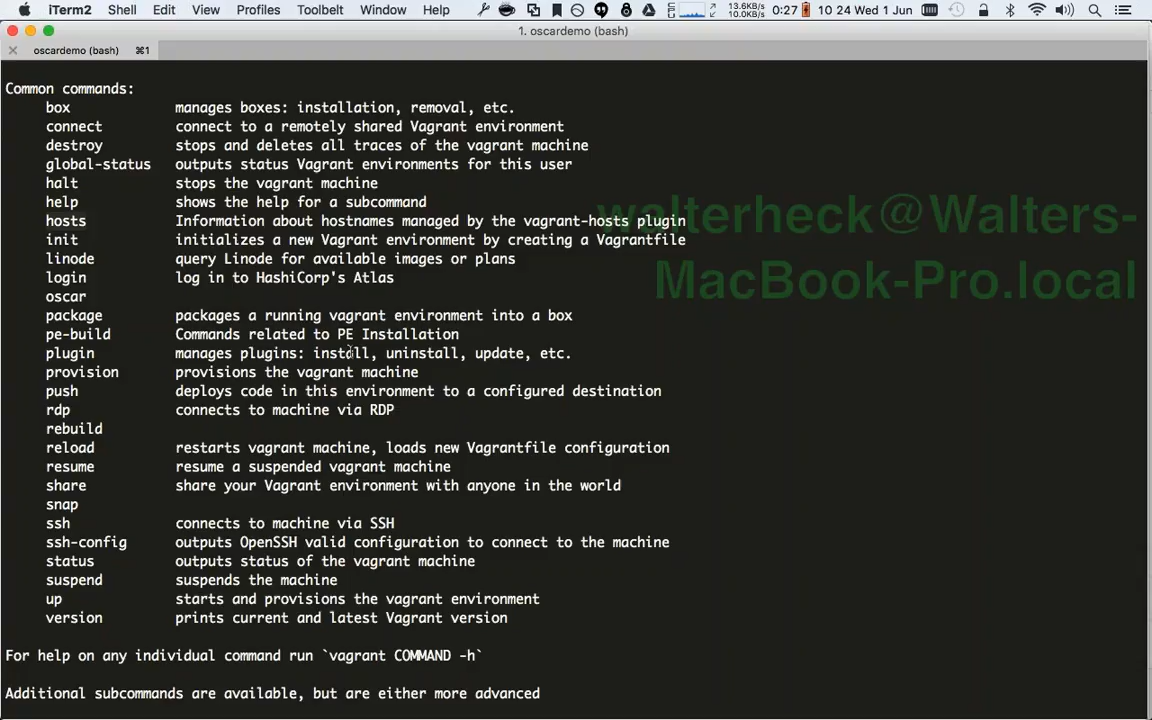 iTerm2 Shell Edit View Profiles Toolbelt Window Help 13.6KB/s 10.0KB/s 0:27 10 24 Wed 1 Jun
1. oscardemo (bash)
oscardemo (bash) ⌘1
Common commands:
box manages boxes: installation, removal, etc.
connect connect to a remotely shared Vagrant environment
destroy stops and deletes all traces of the vagrant machine
global-status outputs status Vagrant environments for this user
halt stops the vagrant machine
help shows the help for a subcommand
hosts Information about hostnames managed by the vagrant-hosts plugin
init initializes a new Vagrant environment by creating a Vagrantfile
linode query Linode for available images or plans
login log in to HashiCorp's Atlas
oscar
package packages a running vagrant environment into a box
pe-build Commands related to PE Installation
plugin manages plugins: install, uninstall, update, etc.
provision provisions the vagrant machine
push deploys code in this environment to a configured destination
rdp connects to machine via RDP
rebuild
reload restarts vagrant machine, loads new Vagrantfile configuration
resume resume a suspended vagrant machine
share share your Vagrant environment with anyone in the world
snap
ssh connects to machine via SSH
ssh-config outputs OpenSSH valid configuration to connect to the machine
status outputs status of the vagrant machine
suspend suspends the machine
up starts and provisions the vagrant environment
version prints current and latest Vagrant version
For help on any individual command run `vagrant COMMAND -h`
Additional subcommands are available, but are either more advanced
walterheck@Walters-
MacBook-Pro.local